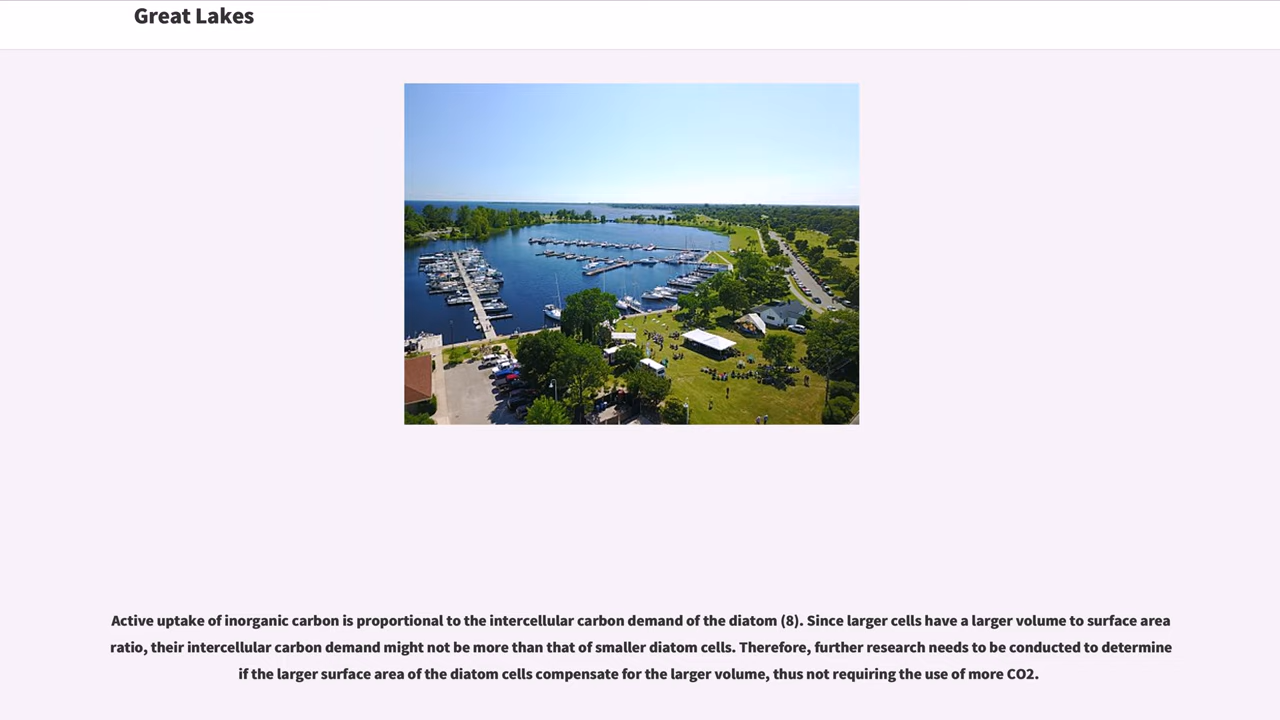 Great Lakes
Active uptake of inorganic carbon is proportional to the intercellular carbon demand of the diatom (8). Since larger cells have a larger volume to surface area
ratio, their intercellular carbon demand might not be more than that of smaller diatom cells. Therefore, further research needs to be conducted to determine
if the larger surface area of the diatom cells compensate for the larger volume, thus not requiring the use of more CO2.